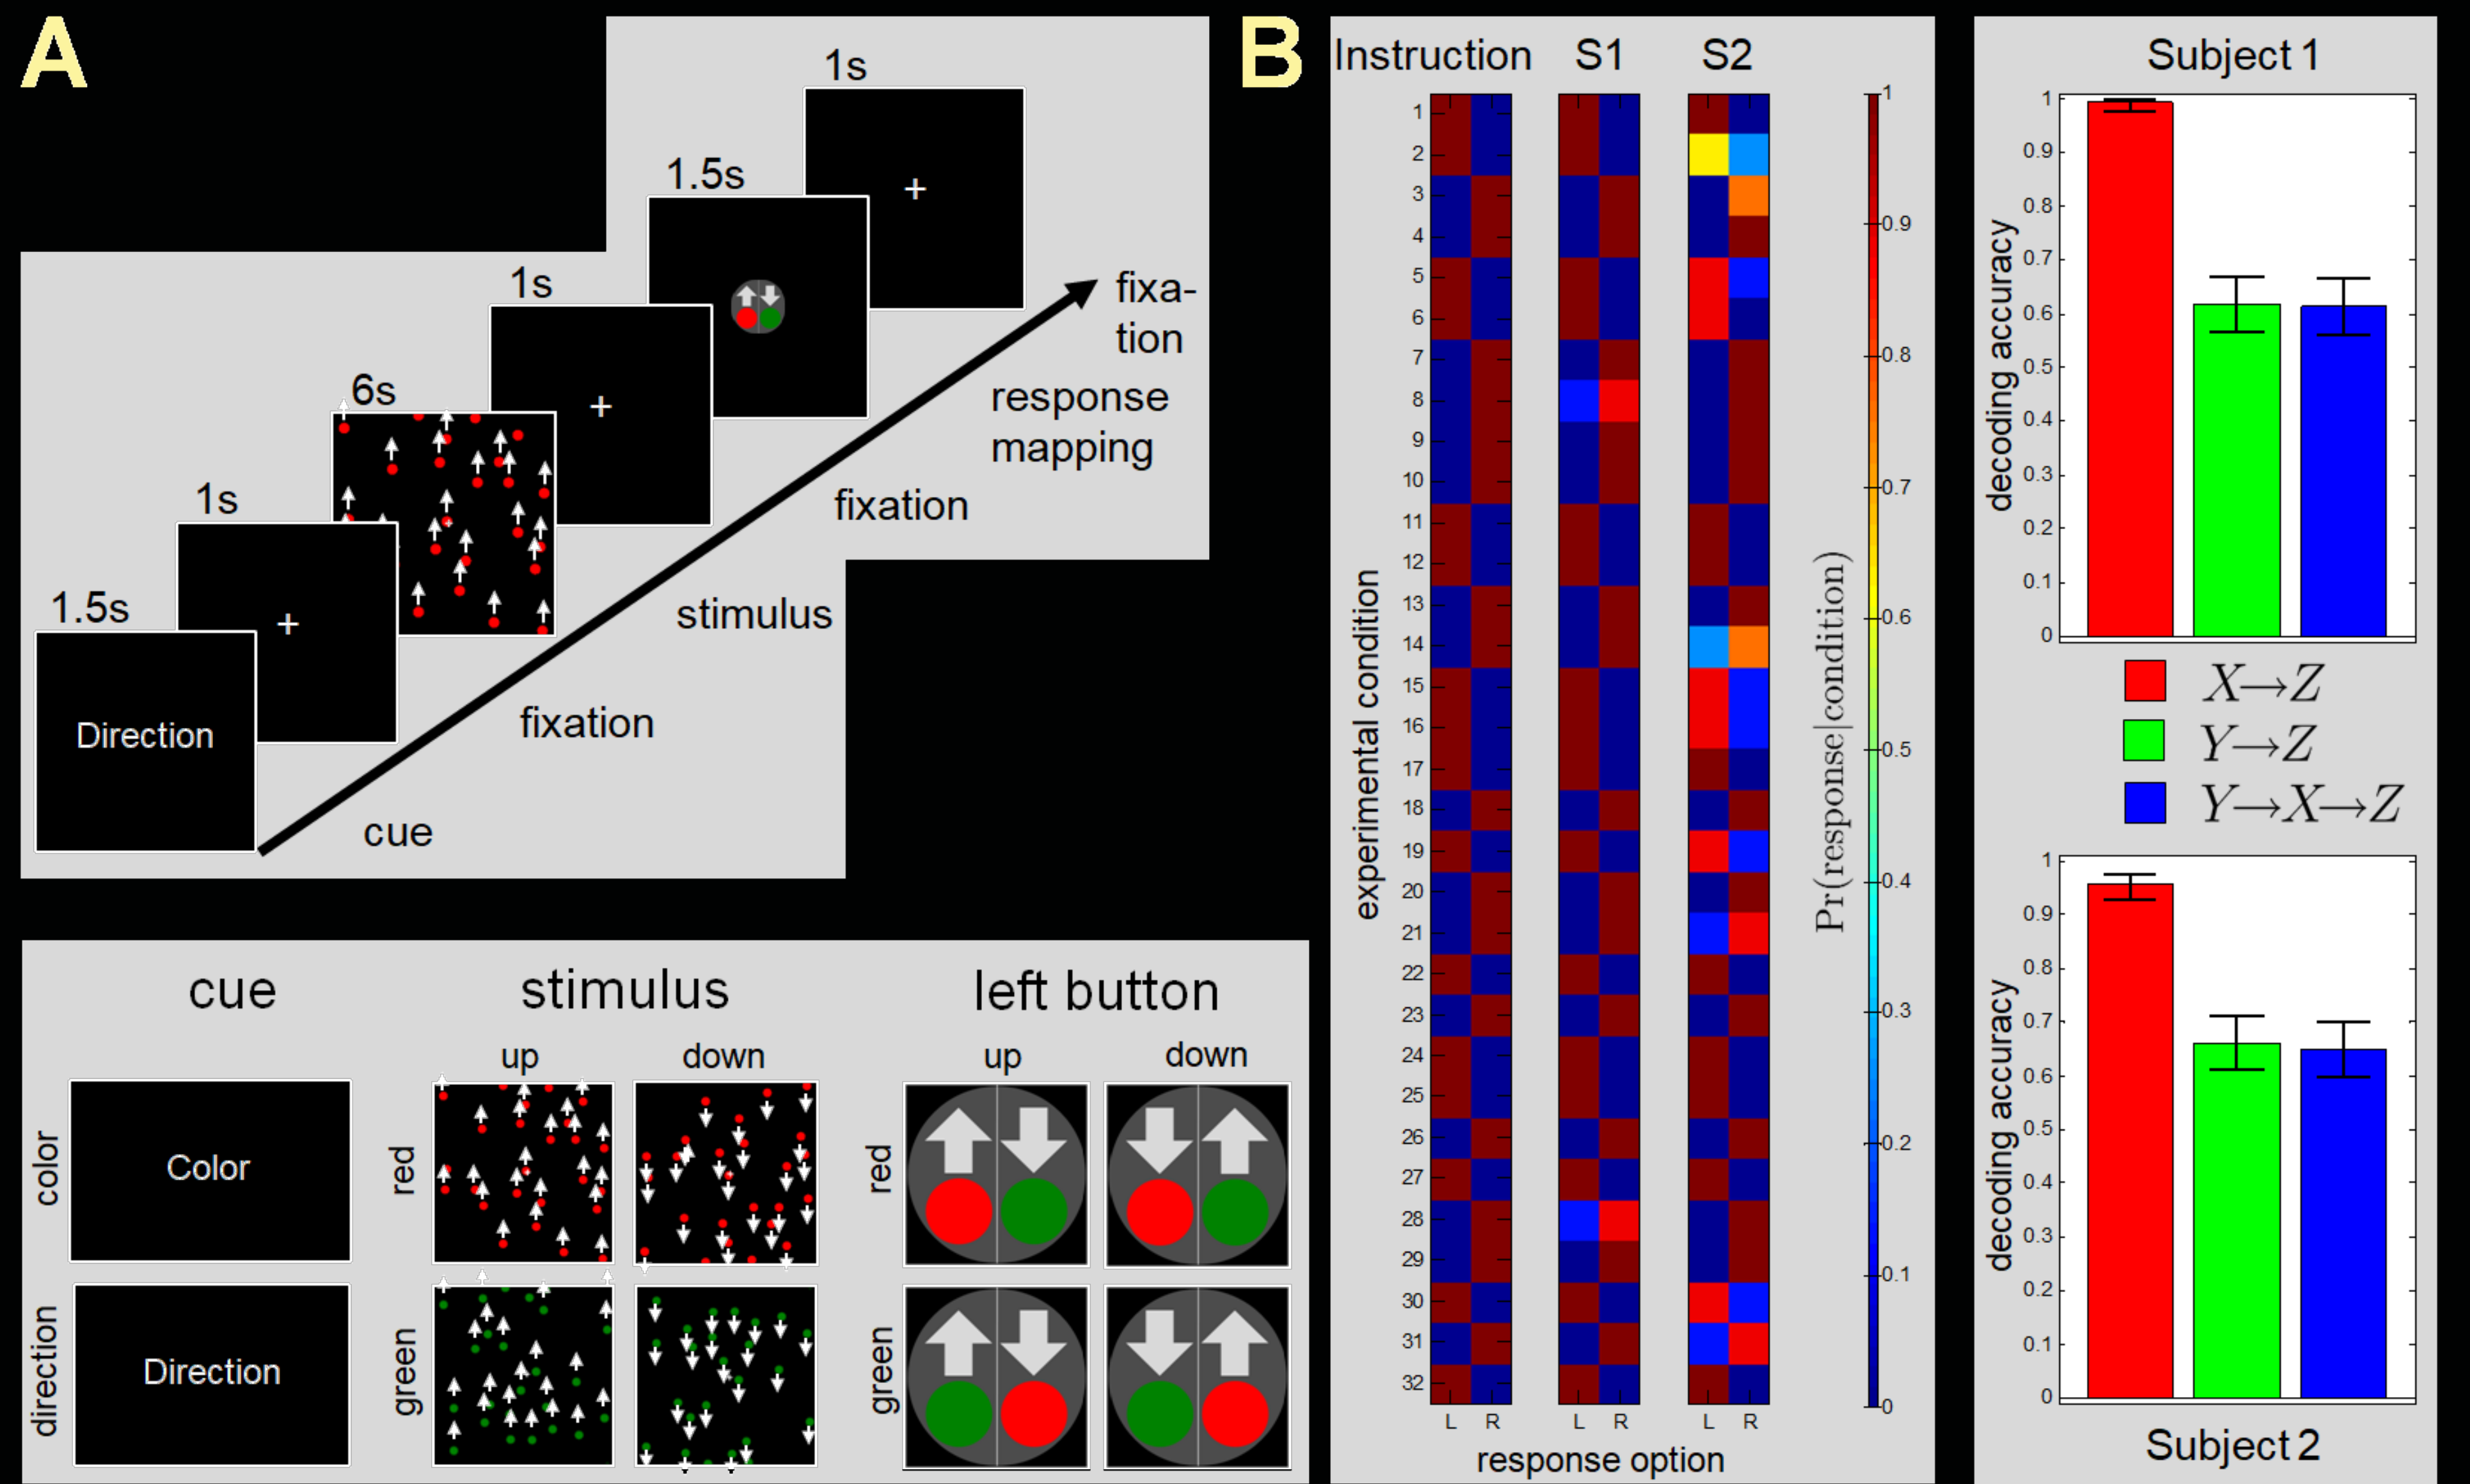 A
1s
1.5s
1s
6s
1s
1.5s
Direction
fixa-
tion
response
mapping
fixation
stimulus
fixation
cue
cue
stimulus
left button
up
down
up
down
color
Color
red
red
direction
Direction
green
green
B
Instruction
S1
S2
experimental condition
1
2
3
4
5
6
7
8
9
10
11
12
13
14
15
16
17
18
19
20
21
22
23
24
25
26
27
28
29
30
31
32
L R
L R
L R
response option
Pr(response|condition)
1
0.9
0.8
0.7
0.6
0.5
0.4
0.3
0.2
0.1
0
Subject 1
decoding accuracy
1
0.9
0.8
0.7
0.6
0.5
0.4
0.3
0.2
0.1
0
X→Z
Y→Z
Y→X→Z
decoding accuracy
1
0.9
0.8
0.7
0.6
0.5
0.4
0.3
0.2
0.1
0
Subject 2